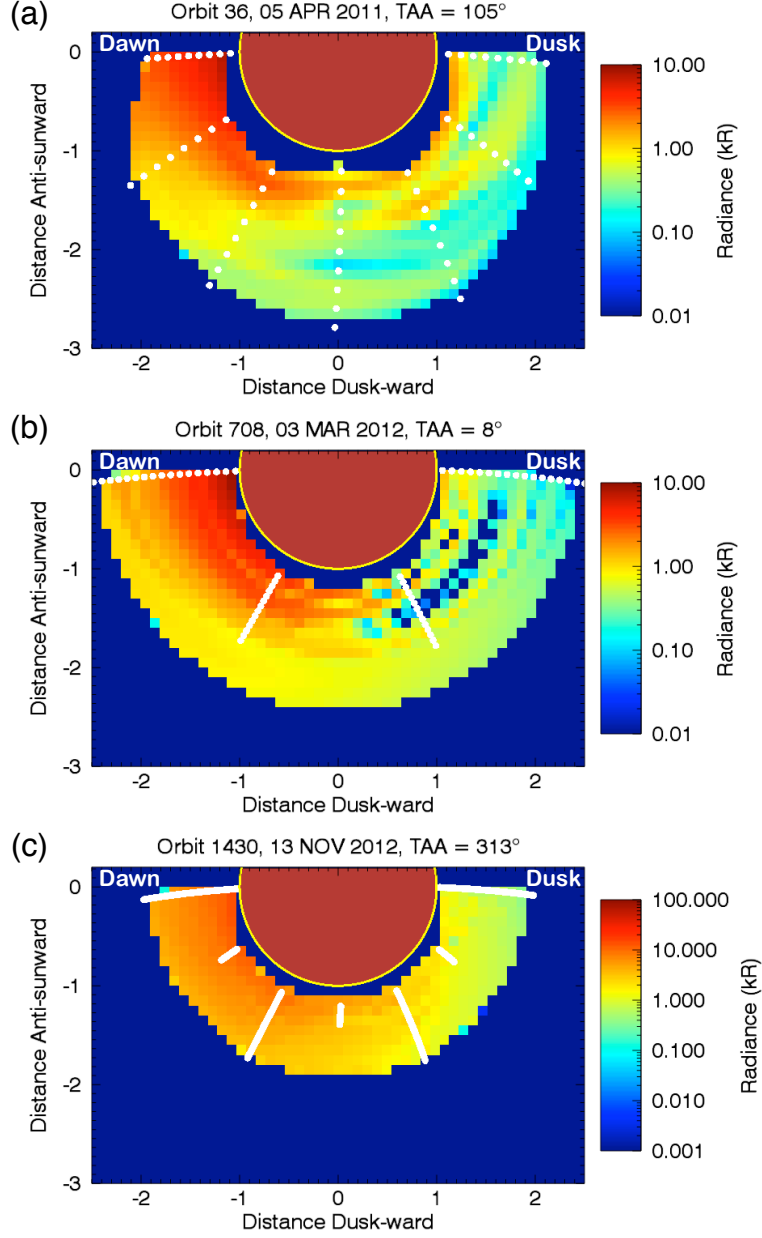 (a)
Orbit 36, 05 APR 2011, TAA = 105°
Dawn
Dusk
0
-1
-2
-3
Distance Anti-sunward
-2 -1 0 1 2
Distance Dusk-ward
10.00
1.00
0.10
0.01
Radiance (kR)
(b)
Orbit 708, 03 MAR 2012, TAA = 8°
Dawn
Dusk
0
-1
-2
-3
Distance Anti-sunward
-2 -1 0 1 2
Distance Dusk-ward
10.00
1.00
0.10
0.01
Radiance (kR)
(c)
Orbit 1430, 13 NOV 2012, TAA = 313°
Dawn
Dusk
0
-1
-2
-3
Distance Anti-sunward
-2 -1 0 1 2
Distance Dusk-ward
100.000
10.000
1.000
0.100
0.010
0.001
Radiance (kR)